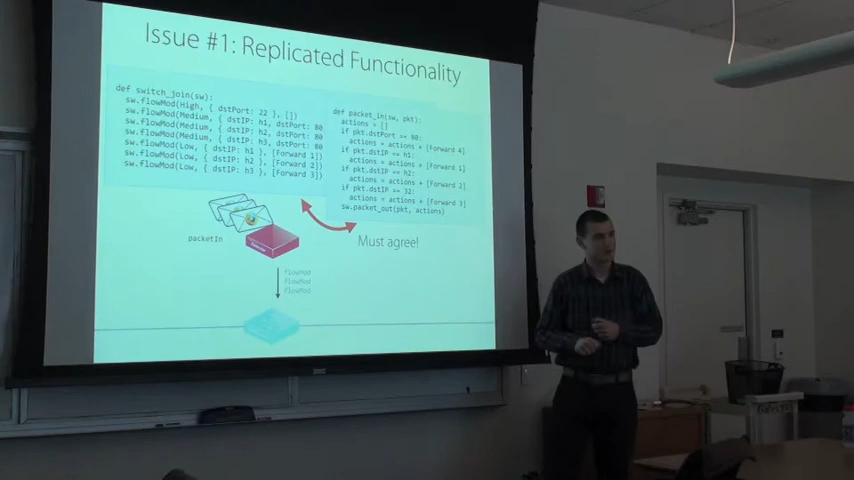 Issue #1: Replicated Functionality
def switch_join(sw):
sw.flowMod(High, { dstPort: 22 }, [])
sw.flowMod(Medium, { dstIP: h1, dstPort: 80
sw.flowMod(Medium, { dstIP: h2, dstPort: 80
sw.flowMod(Medium, { dstIP: h3, dstPort: 80
sw.flowMod(Low, { dstIP: h1 }, [Forward 1])
sw.flowMod(Low, { dstIP: h2 }, [Forward 2])
sw.flowMod(Low, { dstIP: h3 }, [Forward 3])
def packet_in(sw, pkt):
actions = []
if pkt.dstPort == 80:
actions = actions + [Forward 4]
if pkt.dstIP == h1:
actions = actions + [Forward 1]
if pkt.dstIP == h2:
actions = actions + [Forward 2]
if pkt.dstIP == 32:
actions = actions + [Forward 3]
sw.packet_out(pkt, actions)
packetIn
Must agree!
flowMod
flowMod
flowMod